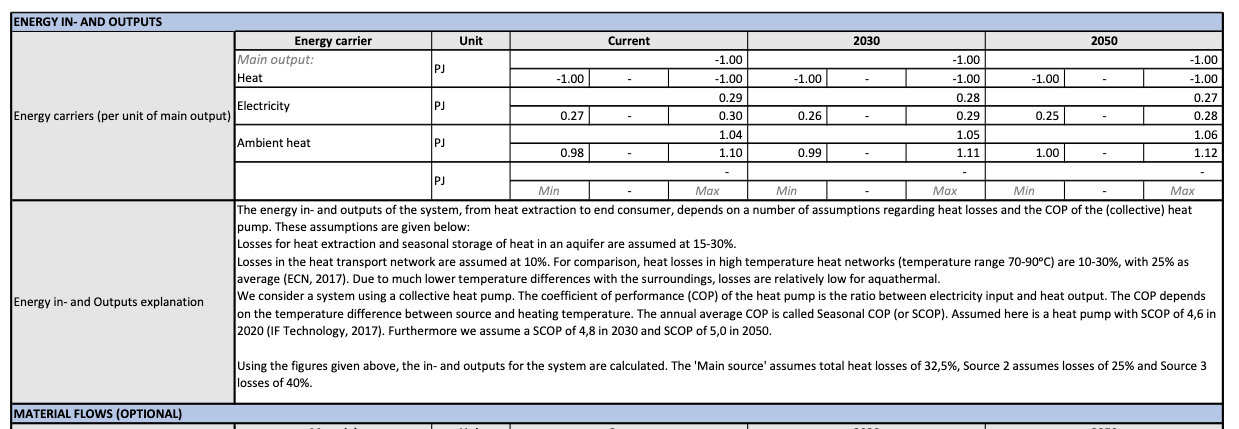 ENERGY IN- AND OUTPUTS
Energy carrier Unit Current 2030 2050
Energy carriers (per unit of main output)
Main output: -1.00 -1.00 -1.00
Heat PJ -1.00 - -1.00 -1.00 - -1.00 -1.00 - -1.00
Electricity PJ 0.29 0.28 0.27
0.27 - 0.30 0.26 - 0.29 0.25 - 0.28
Ambient heat PJ 1.04 1.05 1.06
0.98 - 1.10 0.99 - 1.11 1.00 - 1.12
PJ - - -
Min - Max Min - Max Min - Max
Energy in- and Outputs explanation
The energy in- and outputs of the system, from heat extraction to end consumer, depends on a number of assumptions regarding heat losses and the COP of the (collective) heat
pump. These assumptions are given below:
Losses for heat extraction and seasonal storage of heat in an aquifer are assumed at 15-30%.
Losses in the heat transport network are assumed at 10%. For comparison, heat losses in high temperature heat networks (temperature range 70-90°C) are 10-30%, with 25% as
average (ECN, 2017). Due to much lower temperature differences with the surroundings, losses are relatively low for aquathermal.
We consider a system using a collective heat pump. The coefficient of performance (COP) of the heat pump is the ratio between electricity input and heat output. The COP depends
on the temperature difference between source and heating temperature. The annual average COP is called Seasonal COP (or SCOP). Assumed here is a heat pump with SCOP of 4,6 in
2020 (IF Technology, 2017). Furthermore we assume a SCOP of 4,8 in 2030 and SCOP of 5,0 in 2050.
Using the figures given above, the in- and outputs for the system are calculated. The 'Main source' assumes total heat losses of 32,5%, Source 2 assumes losses of 25% and Source 3
losses of 40%.
MATERIAL FLOWS (OPTIONAL)